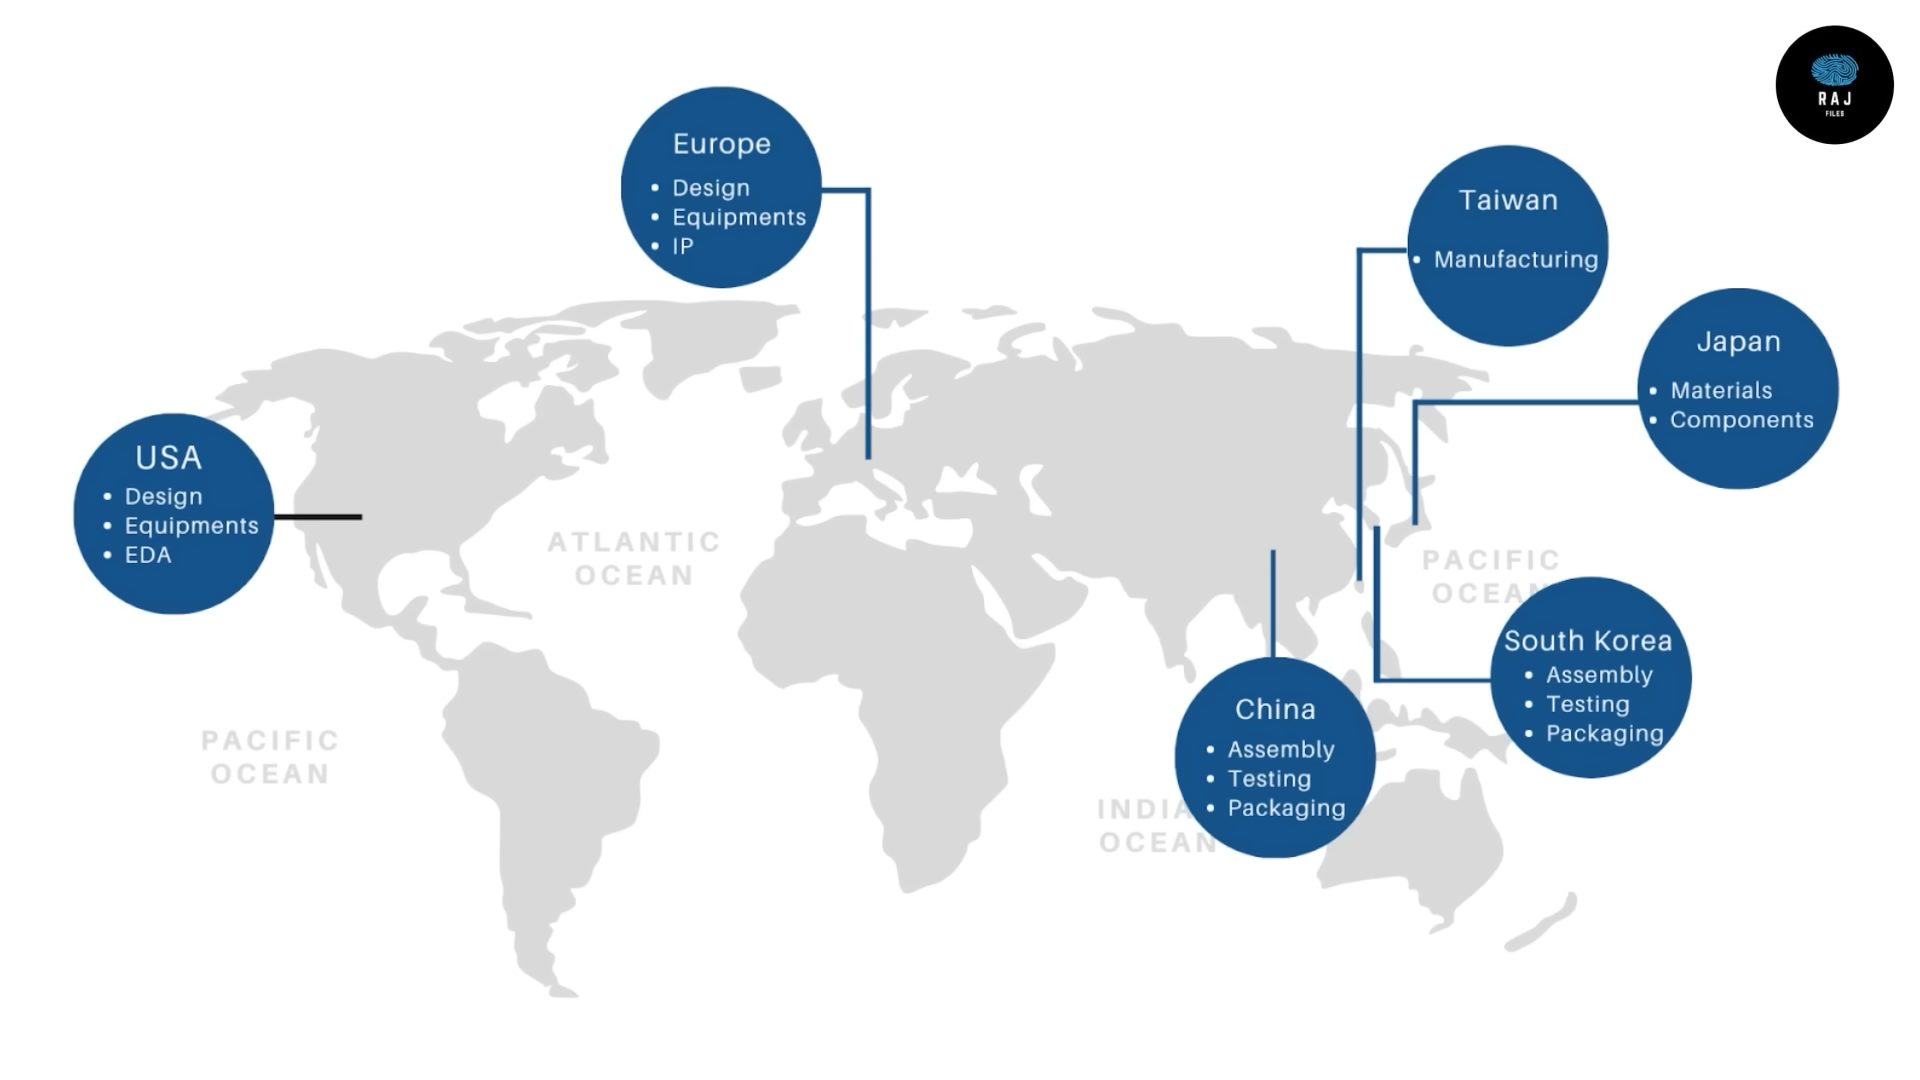 RAJ
FILES
Europe
• Design
• Equipments
• IP
Taiwan
• Manufacturing
Japan
• Materials
• Components
USA
• Design
• Equipments
• EDA
ATLANTIC
OCEAN
PACIFIC
OCEAN
South Korea
• Assembly
• Testing
• Packaging
China
• Assembly
• Testing
• Packaging
PACIFIC
OCEAN
INDIA
OCEAN